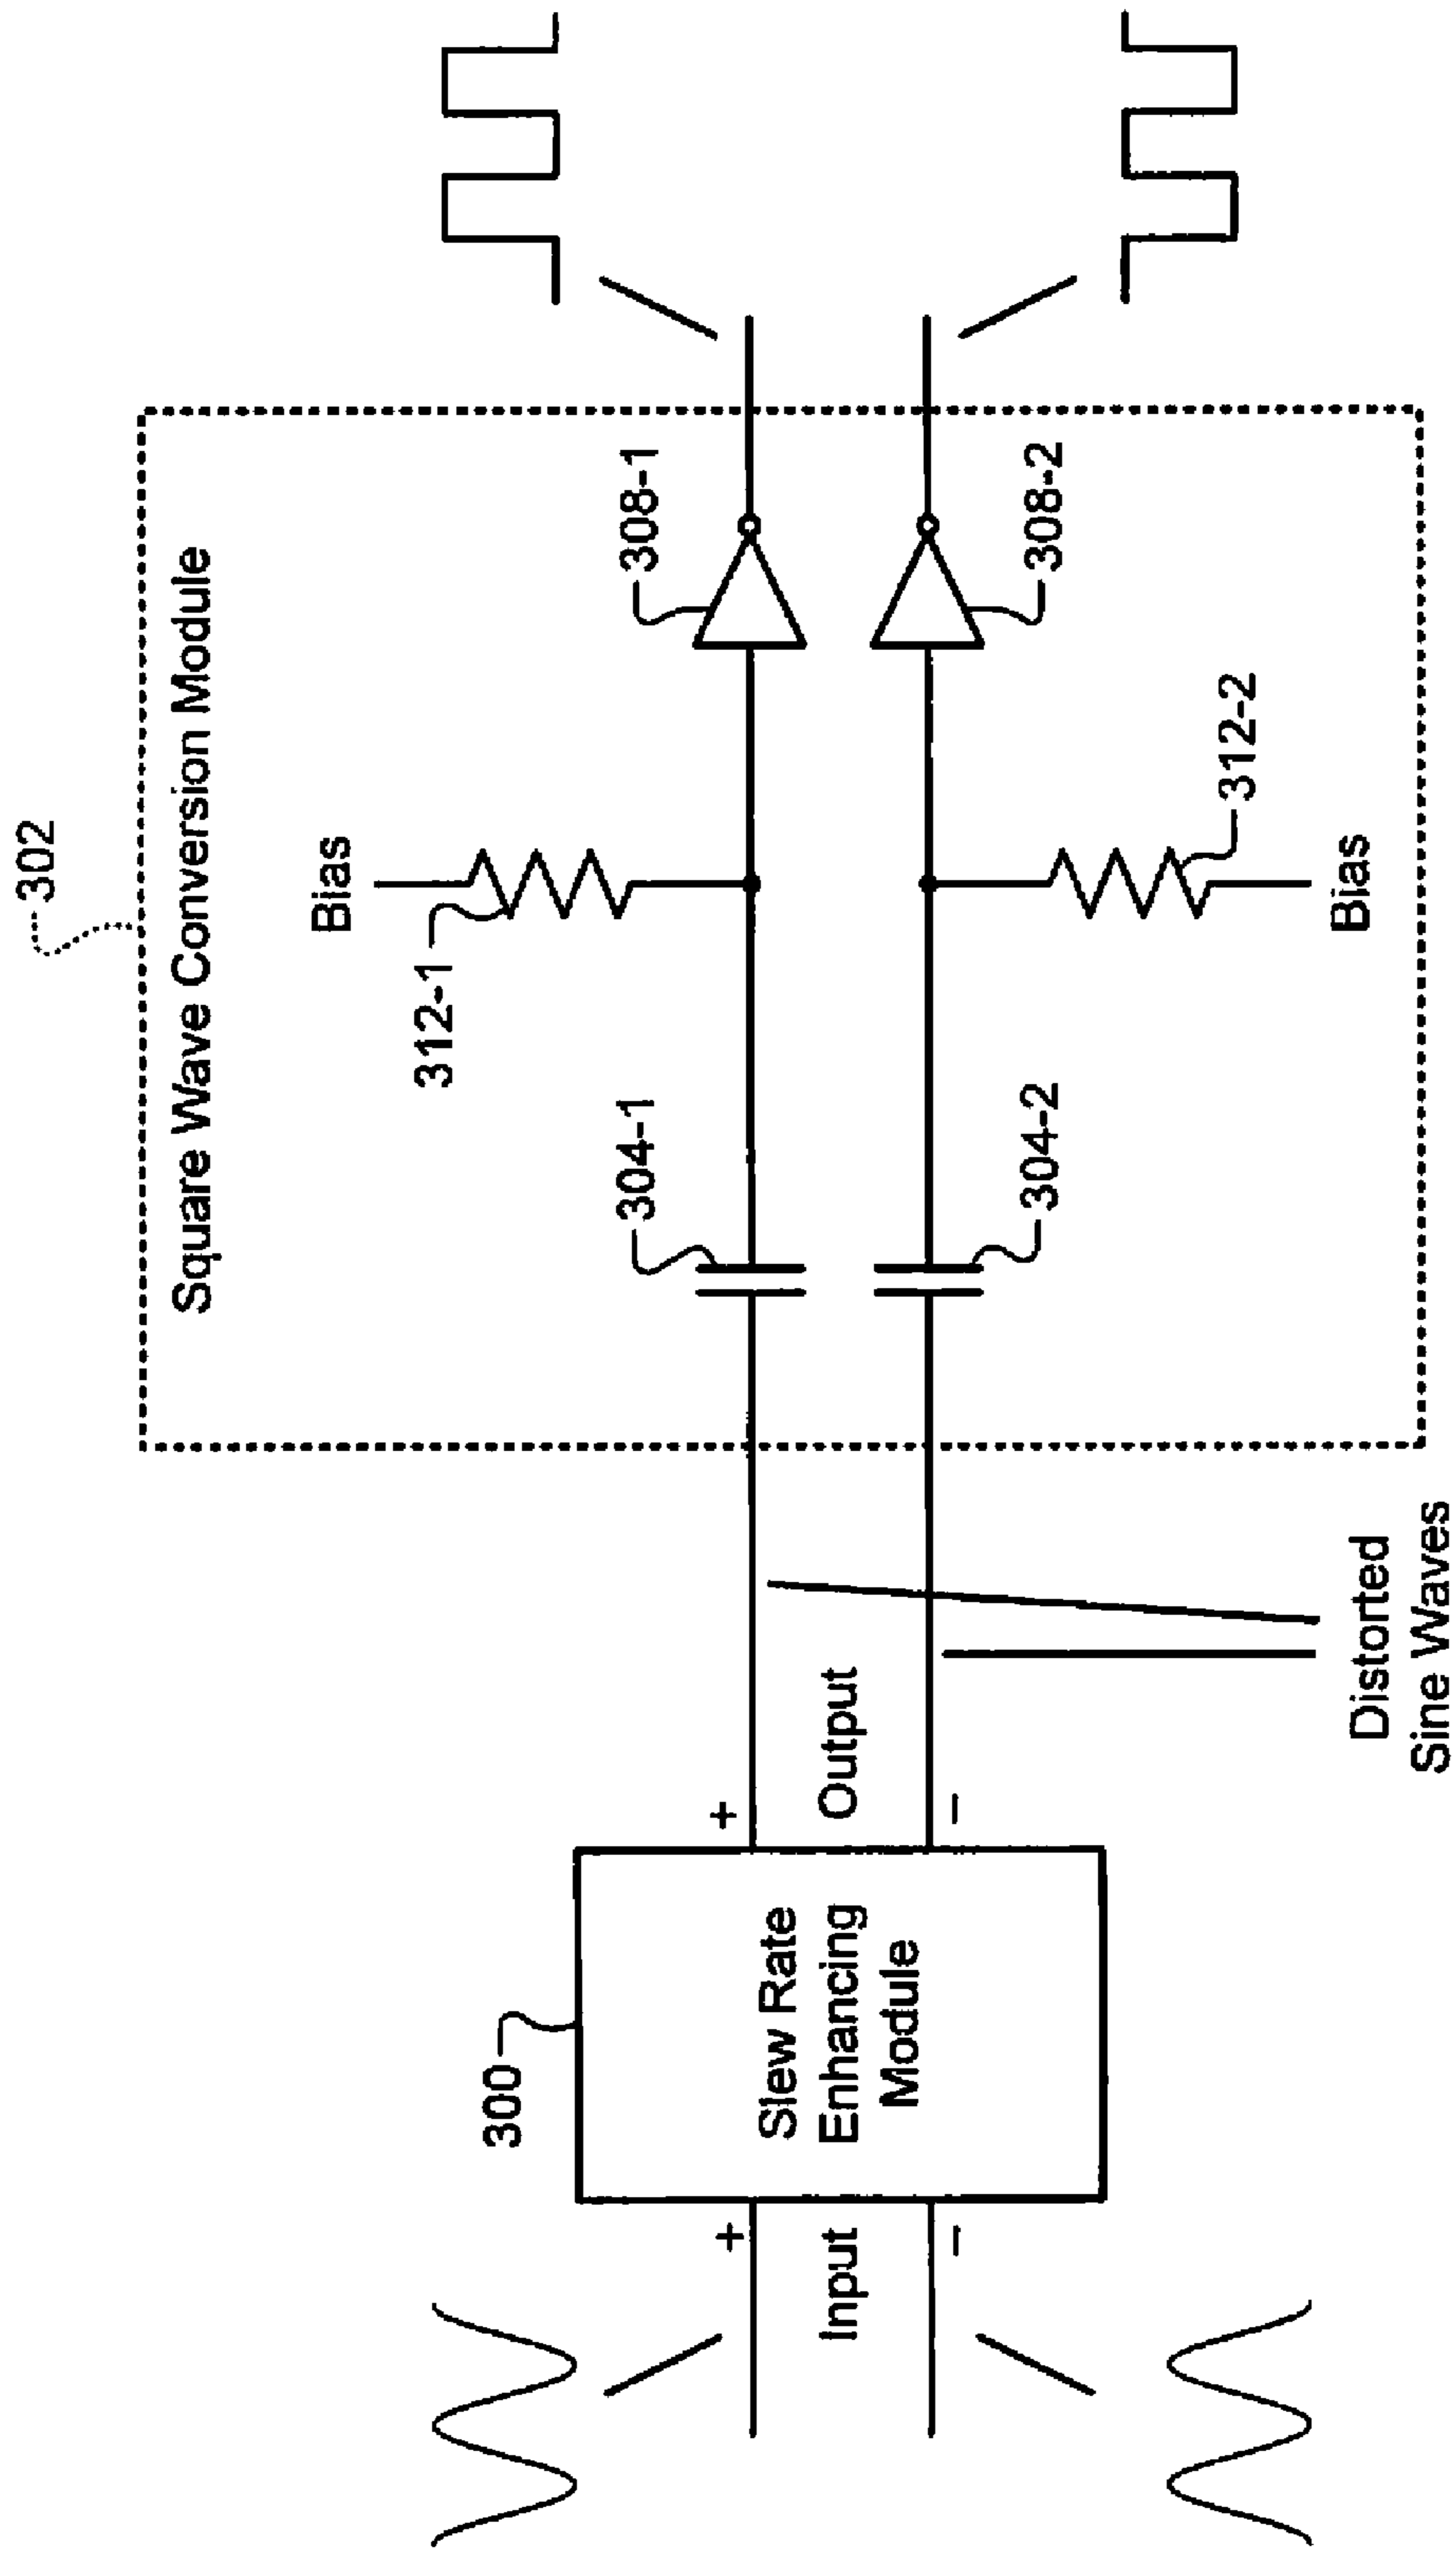 302
Square Wave Conversion Module
Bias
312-1
304-1
308-1
300
+
+
Input
Slew Rate
Enhancing
Module
Output
–
–
304-2
308-2
312-2
Bias
Distorted
Sine Waves